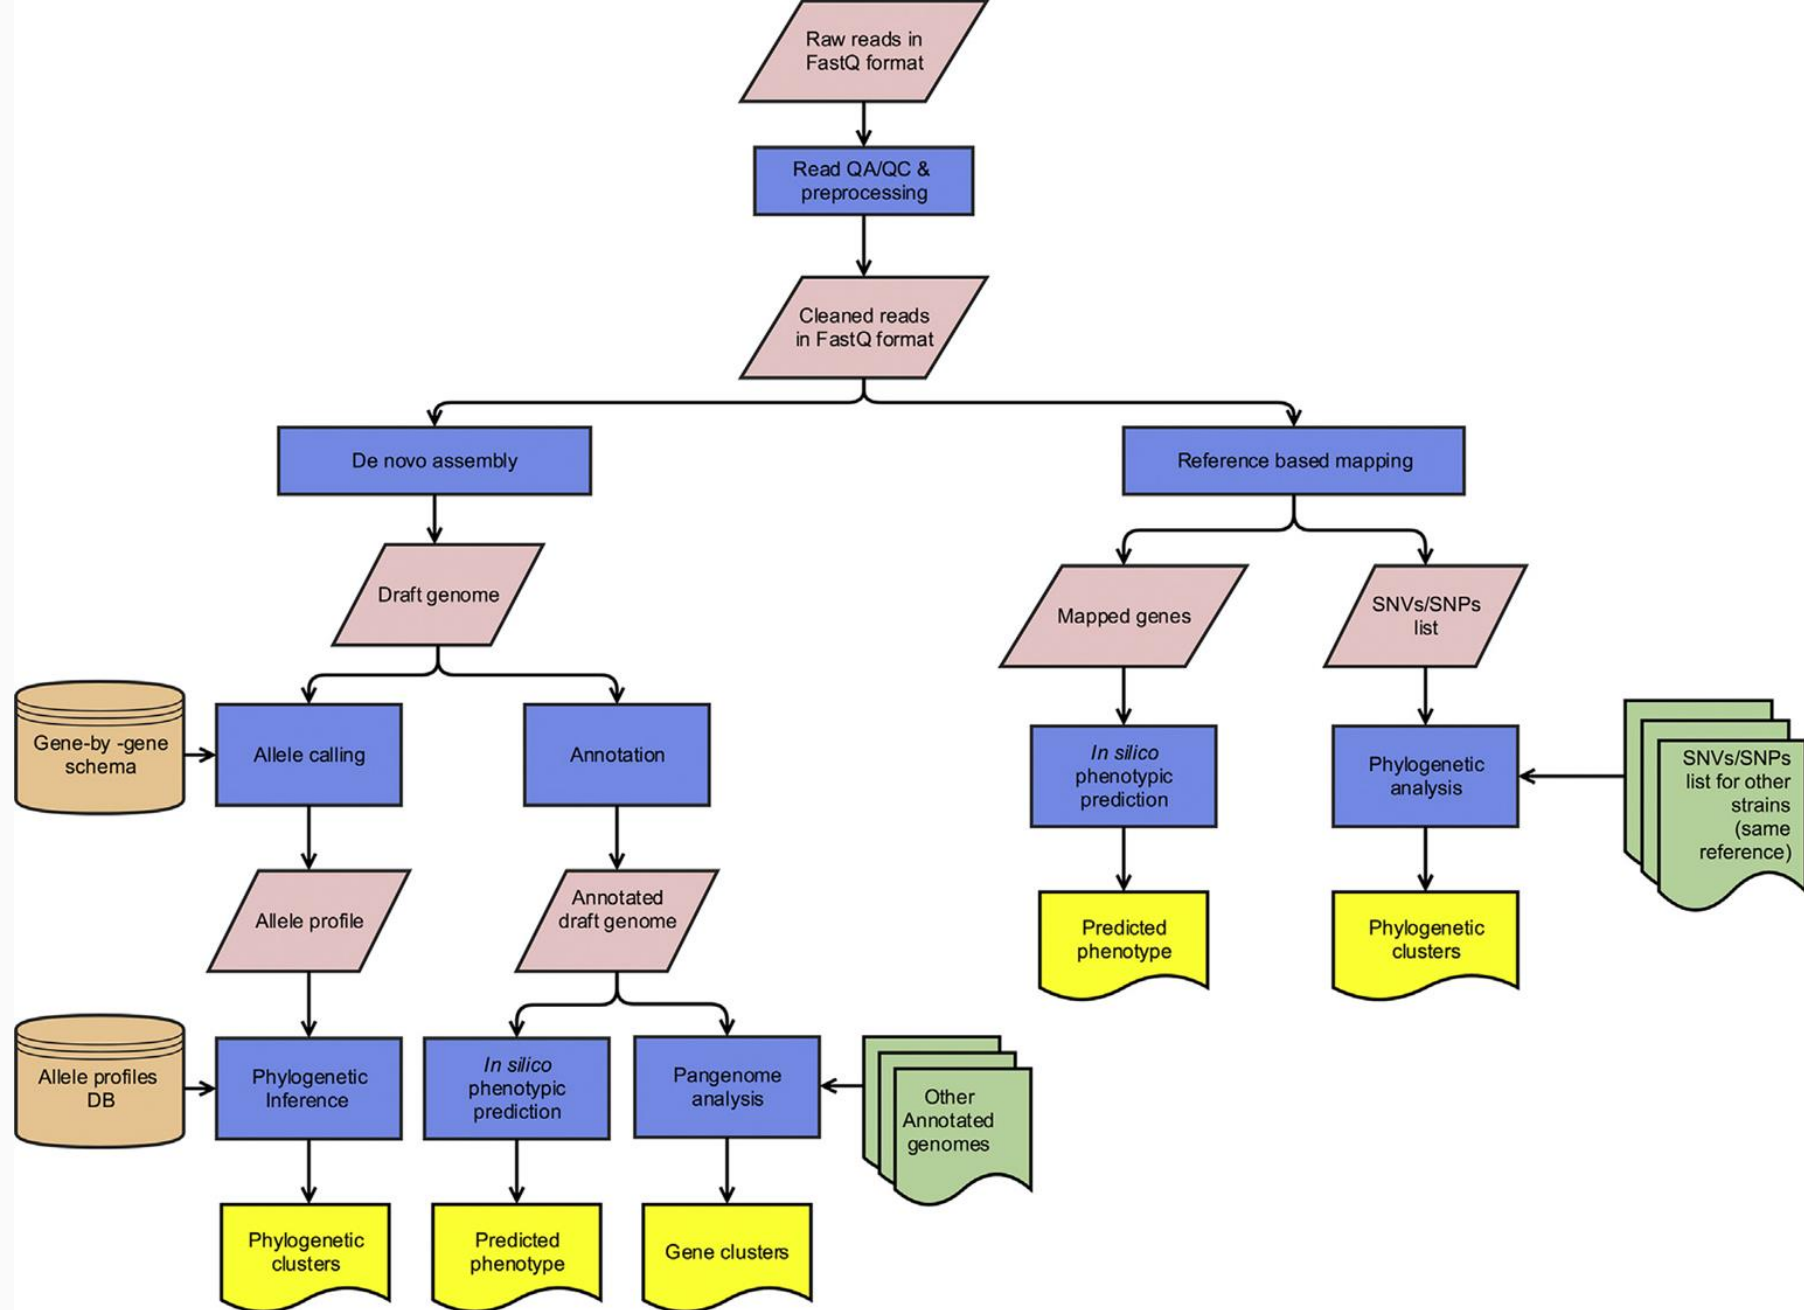 Raw reads in
FastQ format
Read QA/QC &
preprocessing
Cleaned reads
in FastQ format
De novo assembly
Reference based mapping
Draft genome
Mapped genes
SNVs/SNPs
list
Gene-by -gene
schema
Allele calling
Annotation
In silico
phenotypic
prediction
Phylogenetic
analysis
SNVs/SNPs
list for other
strains
(same
reference)
Allele profile
Annotated
draft genome
Predicted
phenotype
Phylogenetic
clusters
Allele profiles
DB
Phylogenetic
Inference
In silico
phenotypic
prediction
Pangenome
analysis
Other
Annotated
genomes
Phylogenetic
clusters
Predicted
phenotype
Gene clusters